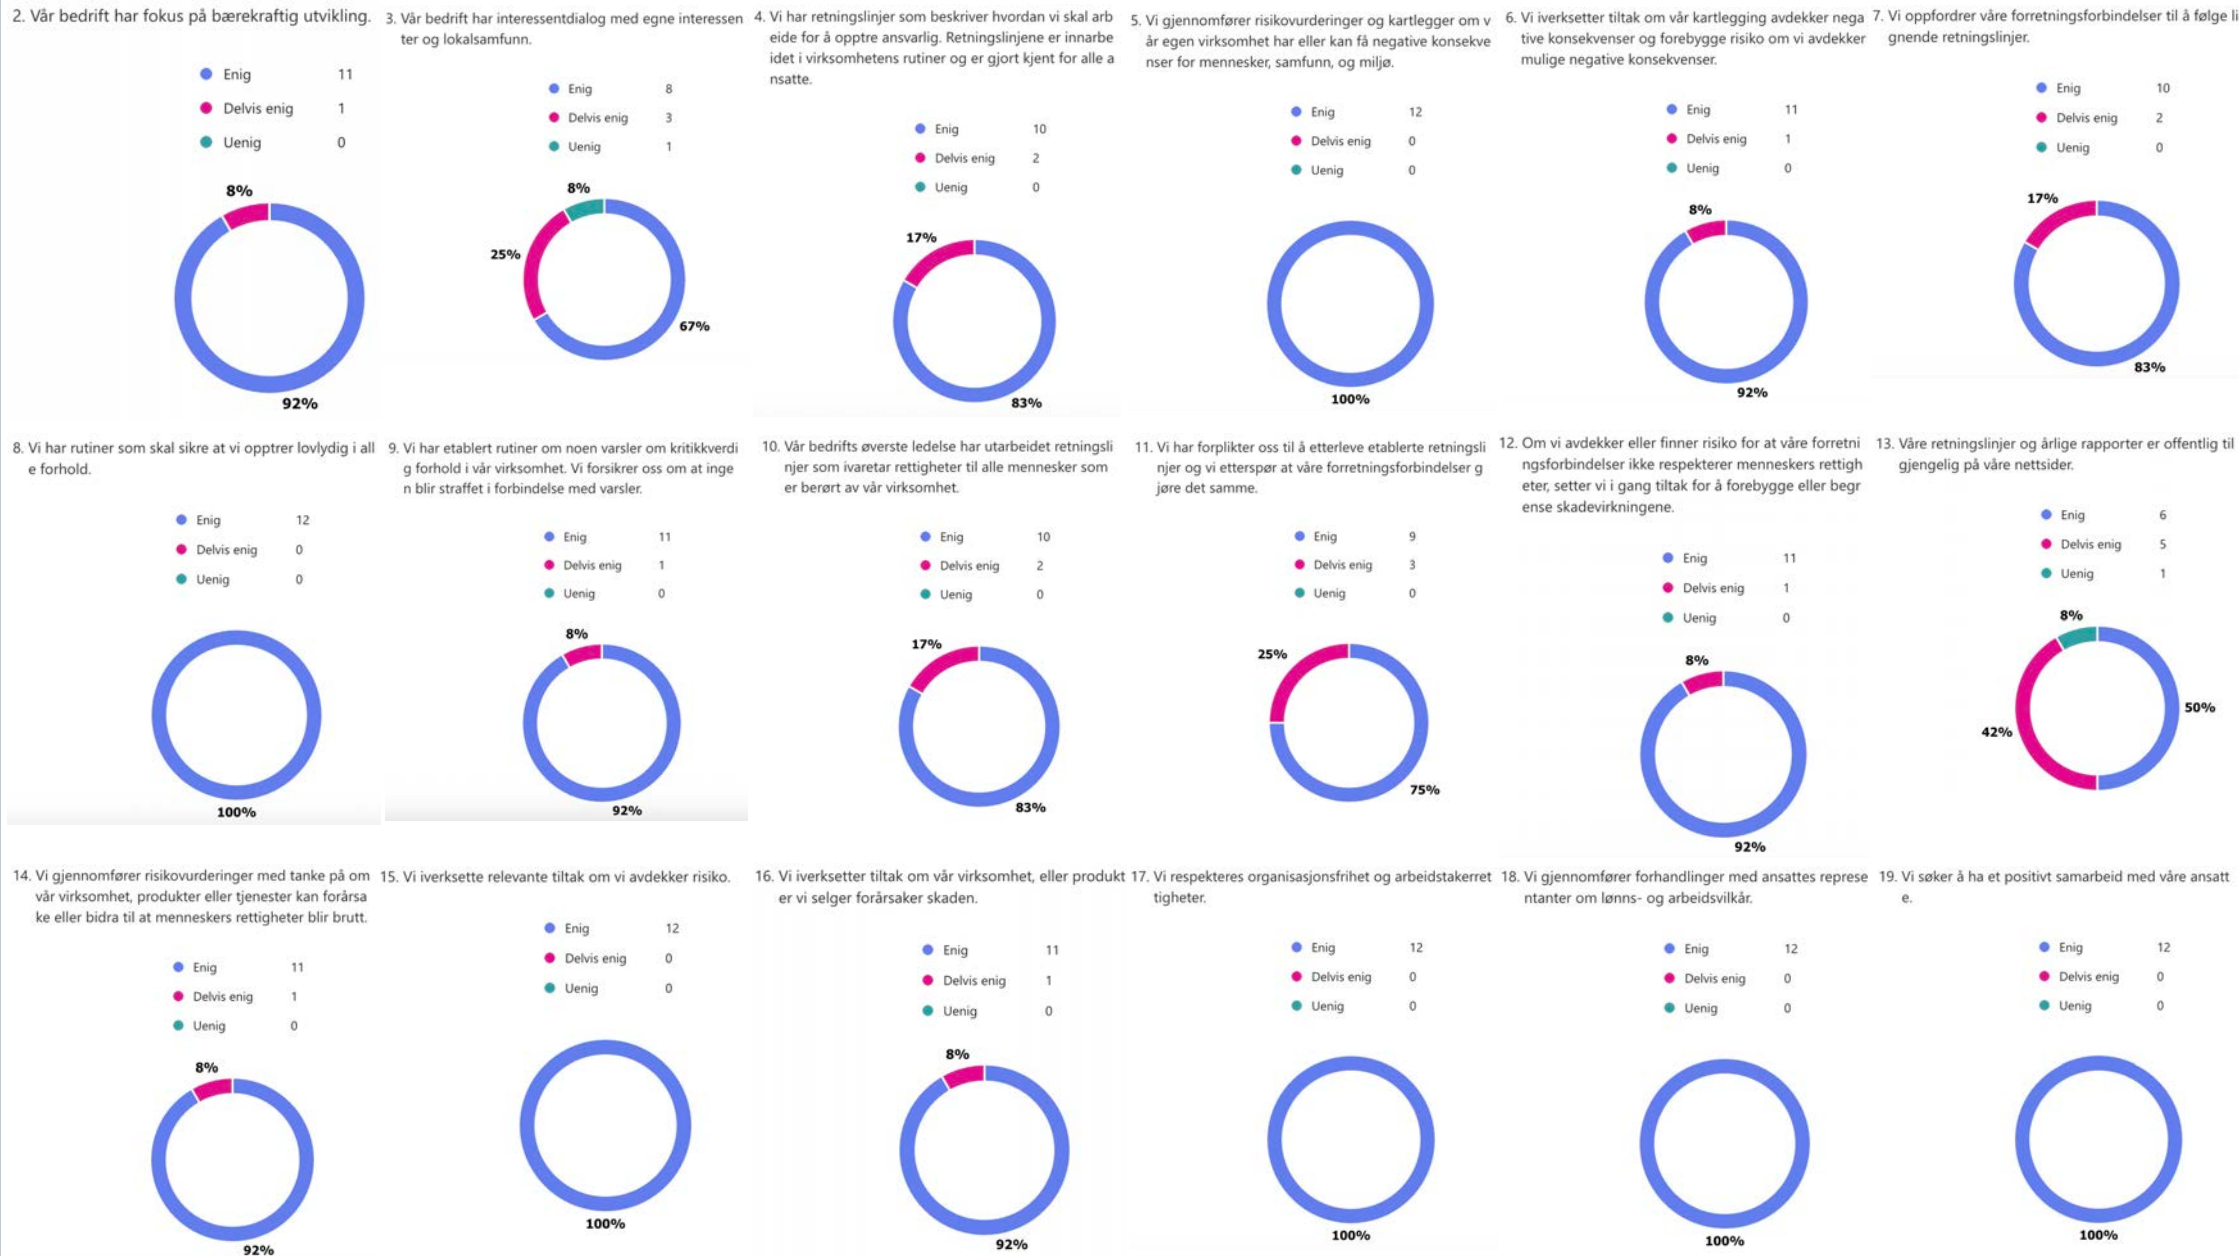 2. Vår bedrift har fokus på bærekraftig utvikling.
Enig 11
Delvis enig 1
Uenig 0
8%
92%
3. Vår bedrift har interessentdialog med egne interessen
ter og lokalsamfunn.
Enig 8
Delvis enig 3
Uenig 1
8%
25%
67%
4. Vi har retningslinjer som beskriver hvordan vi skal arb
eide for å opptre ansvarlig. Retningslinjene er innarbe
idet i virksomhetens rutiner og er gjort kjent for alle a
nsatte.
Enig 10
Delvis enig 2
Uenig 0
17%
83%
5. Vi gjennomfører risikovurderinger og kartlegger om v
år egen virksomhet har eller kan få negative konsekve
nser for mennesker, samfunn, og miljø.
Enig 12
Delvis enig 0
Uenig 0
100%
6. Vi iverksetter tiltak om vår kartlegging avdekker nega
tive konsekvenser og forebygge risiko om vi avdekker
mulige negative konsekvenser.
Enig 11
Delvis enig 1
Uenig 0
8%
92%
7. Vi oppfordrer våre forretningsforbindelser til å følge li
gnende retningslinjer.
Enig 10
Delvis enig 2
Uenig 0
17%
83%
8. Vi har rutiner som skal sikre at vi opptrer lovlydig i all
e forhold.
Enig 12
Delvis enig 0
Uenig 0
100%
9. Vi har etablert rutiner om noen varsler om kritikkverdi
g forhold i vår virksomhet. Vi forsikrer oss om at inge
n blir straffet i forbindelse med varsler.
Enig 11
Delvis enig 1
Uenig 0
8%
92%
10. Vår bedrifts øverste ledelse har utarbeidet retningsli
njer som ivaretar rettigheter til alle mennesker som
er berørt av vår virksomhet.
Enig 10
Delvis enig 2
Uenig 0
17%
83%
11. Vi har forplikter oss til å etterleve etablerte retningsli
njer og vi etterspør at våre forretningsforbindelser g
jøre det samme.
Enig 9
Delvis enig 3
Uenig 0
25%
75%
12. Om vi avdekker eller finner risiko for at våre forretni
ngsforbindelser ikke respekterer menneskers rettigh
eter, setter vi i gang tiltak for å forebygge eller begr
ense skadevirkningene.
Enig 11
Delvis enig 1
Uenig 0
8%
92%
13. Våre retningslinjer og årlige rapporter er offentlig til
gjengelig på våre nettsider.
Enig 6
Delvis enig 5
Uenig 1
8%
50%
42%
14. Vi gjennomfører risikovurderinger med tanke på om
vår virksomhet, produkter eller tjenester kan forårsa
ke eller bidra til at menneskers rettigheter blir brutt.
Enig 11
Delvis enig 1
Uenig 0
8%
92%
15. Vi iverksette relevante tiltak om vi avdekker risiko.
Enig 12
Delvis enig 0
Uenig 0
100%
16. Vi iverksetter tiltak om vår virksomhet, eller produkt
er vi selger forårsaker skaden.
Enig 11
Delvis enig 1
Uenig 0
8%
92%
17. Vi respekteres organisasjonsfrihet og arbeidstakerret
tigheter.
Enig 12
Delvis enig 0
Uenig 0
100%
18. Vi gjennomfører forhandlinger med ansattes represe
ntanter om lønns- og arbeidsvilkår.
Enig 12
Delvis enig 0
Uenig 0
100%
19. Vi søker å ha et positivt samarbeid med våre ansatt
e.
Enig 12
Delvis enig 0
Uenig 0
100%